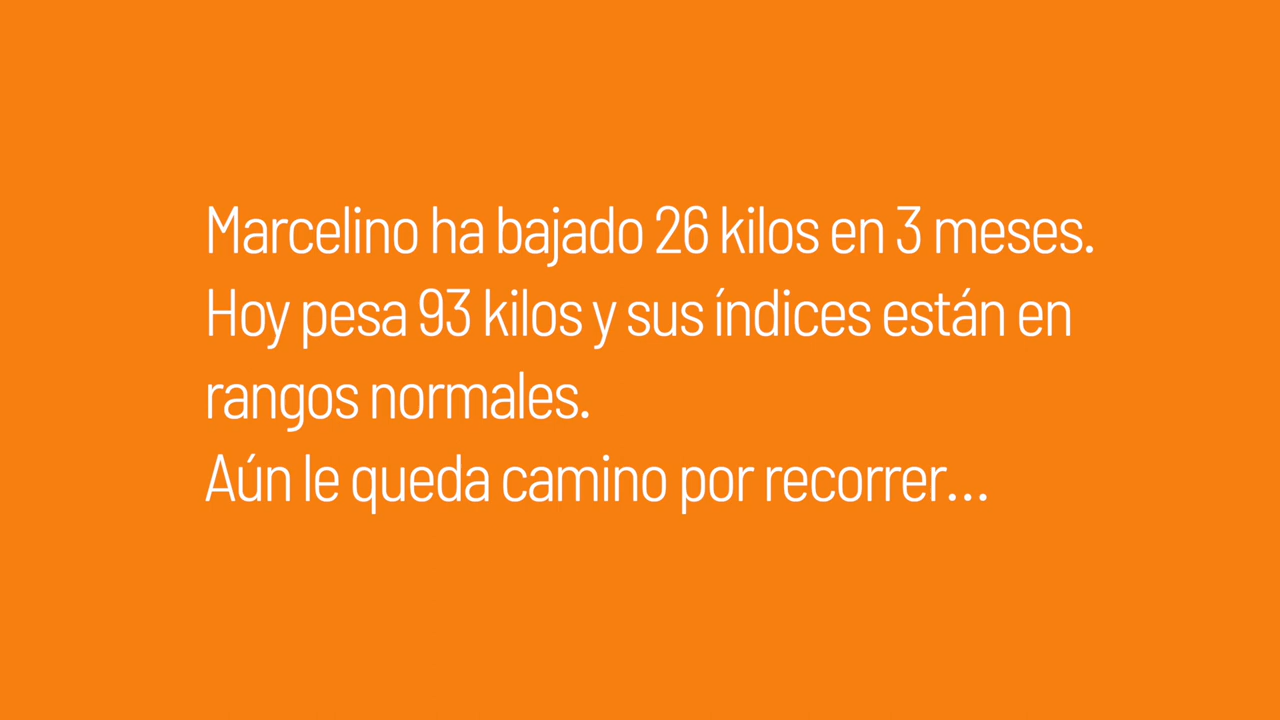 Marcelino ha bajado 26 kilos en 3 meses.
Hoy pesa 93 kilos y sus índices están en
rangos normales.
Aún le queda camino por recorrer...